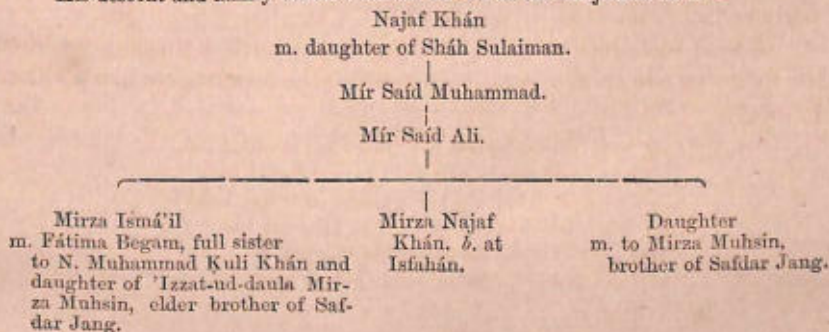 Najaf Khán
m. daughter of Sháh Sulaiman.
Mír Saíd Muhammad.
Mír Saíd Ali.
Mirza Ismá'il
m. Fátima Begam, full sister
to N. Muhammad Ḳuli Khán and
daughter of 'Izzat-ud-daula Mir-
za Muhsin, elder brother of Saf-
dar Jang.
Mirza Najaf
Khán. b. at
Isfahán.
Daughter
m. to Mirza Muhsin,
brother of Safdar Jang.